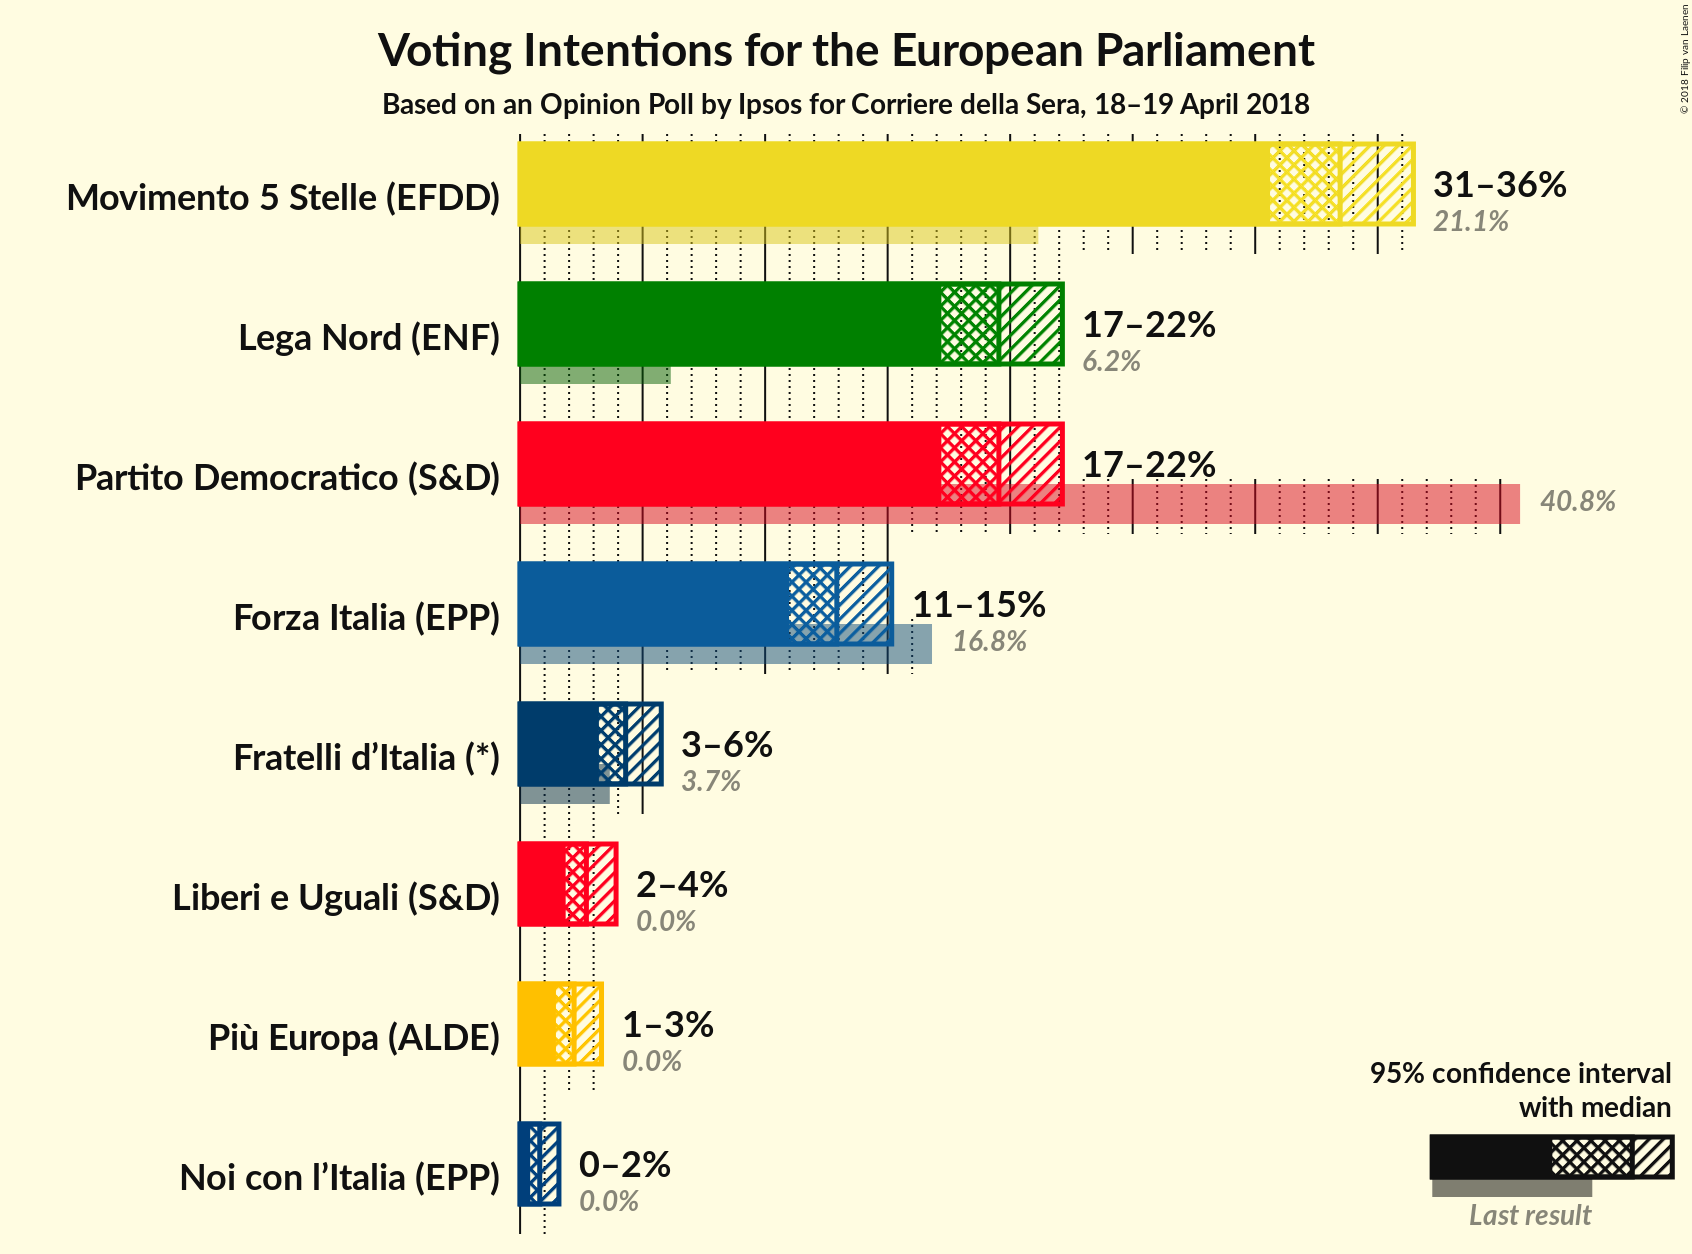 Voting Intentions for the European Parliament
Based on an Opinion Poll by Ipsos for Corriere della Sera, 18–19 April 2018
© 2018 Filip van Laenen
Movimento 5 Stelle (EFDD)
31–36%
21.1%
Lega Nord (ENF)
17–22%
6.2%
Partito Democratico (S&D)
17–22%
40.8%
Forza Italia (EPP)
11–15%
16.8%
Fratelli d’Italia (*)
3–6%
3.7%
Liberi e Uguali (S&D)
2–4%
0.0%
Più Europa (ALDE)
1–3%
0.0%
Noi con l’Italia (EPP)
0–2%
0.0%
95% confidence interval
with median
Last result